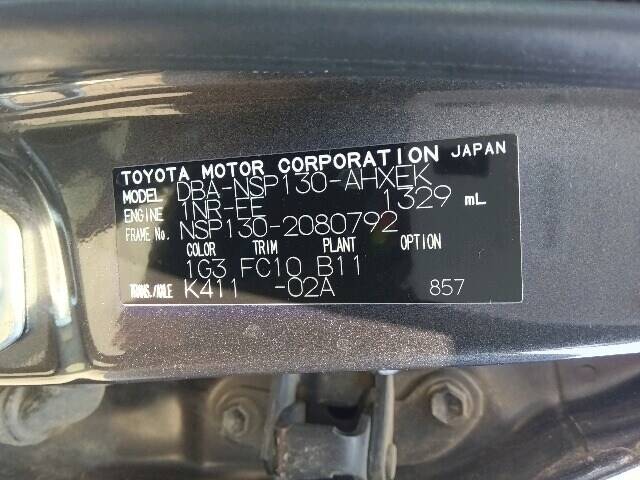 TOYOTA MOTOR CORPORATION JAPAN
MODEL DBA-NSP130-AHXEK
ENGINE 1NR-EE 1329 mL
FRAME No. NSP130-2080792
COLOR TRIM PLANT OPTION
1G3 FC10 B11
TRANS./AXLE K411 -02A 857